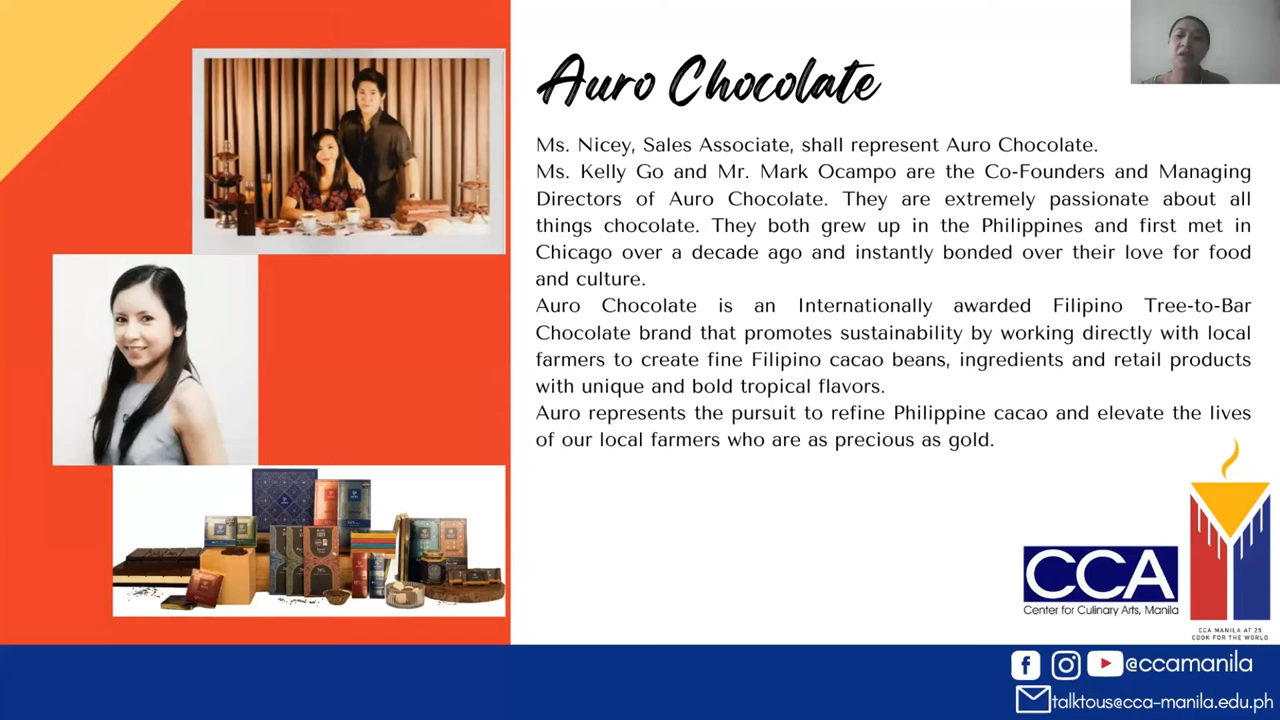 Auro Chocolate
Ms. Nicey, Sales Associate, shall represent Auro Chocolate.
Ms. Kelly Go and Mr. Mark Ocampo are the Co-Founders and Managing
Directors of Auro Chocolate. They are extremely passionate about all
things chocolate. They both grew up in the Philippines and first met in
Chicago over a decade ago and instantly bonded over their love for food
and culture.
Auro Chocolate is an Internationally awarded Filipino Tree-to-Bar
Chocolate brand that promotes sustainability by working directly with local
farmers to create fine Filipino cacao beans, ingredients and retail products
with unique and bold tropical flavors.
Auro represents the pursuit to refine Philippine cacao and elevate the lives
of our local farmers who are as precious as gold.
CCA
Center for Culinary Arts, Manila
CCA MANILA AT 25
COOK FOR THE WORLD
@ccamanila
talktous@cca-manila.edu.ph